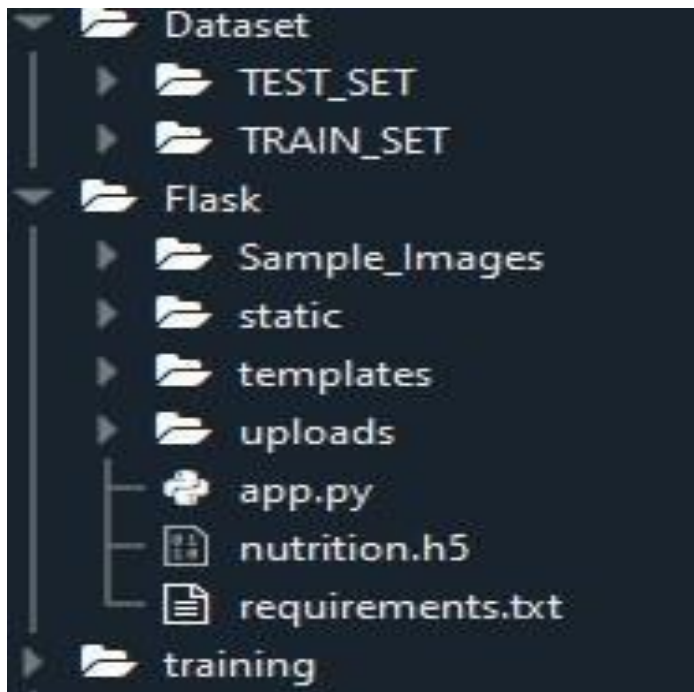 Dataset
TEST_SET
TRAIN_SET
Flask
Sample_Images
static
templates
uploads
app.py
nutrition.h5
requirements.txt
training